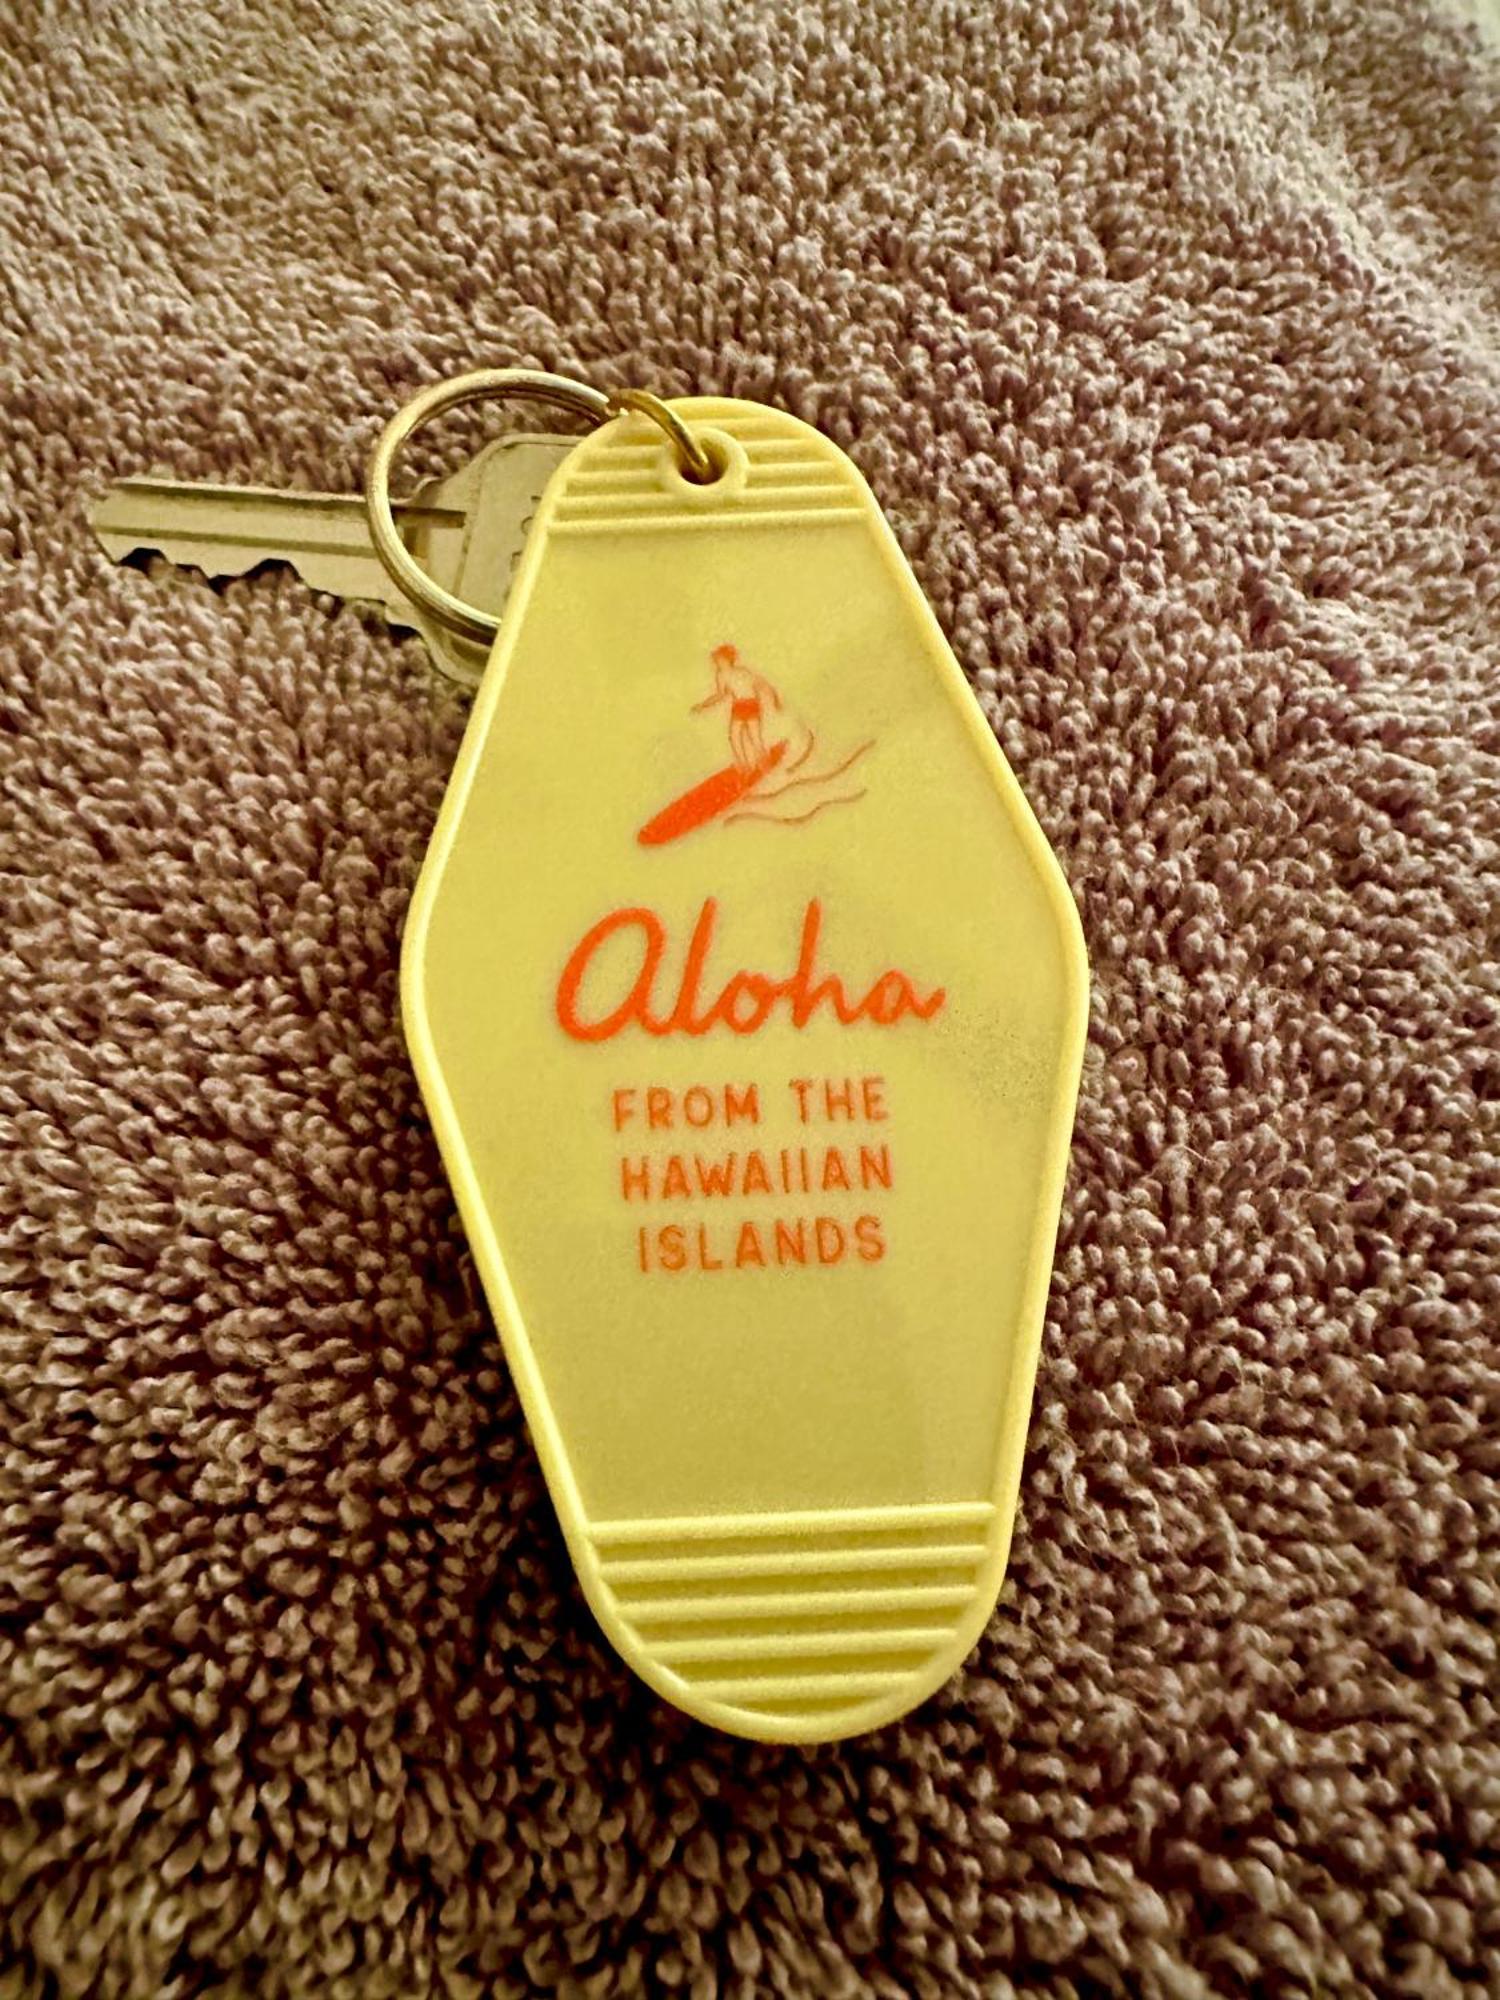 Aloha
FROM THE
HAWAIIAN
ISLANDS